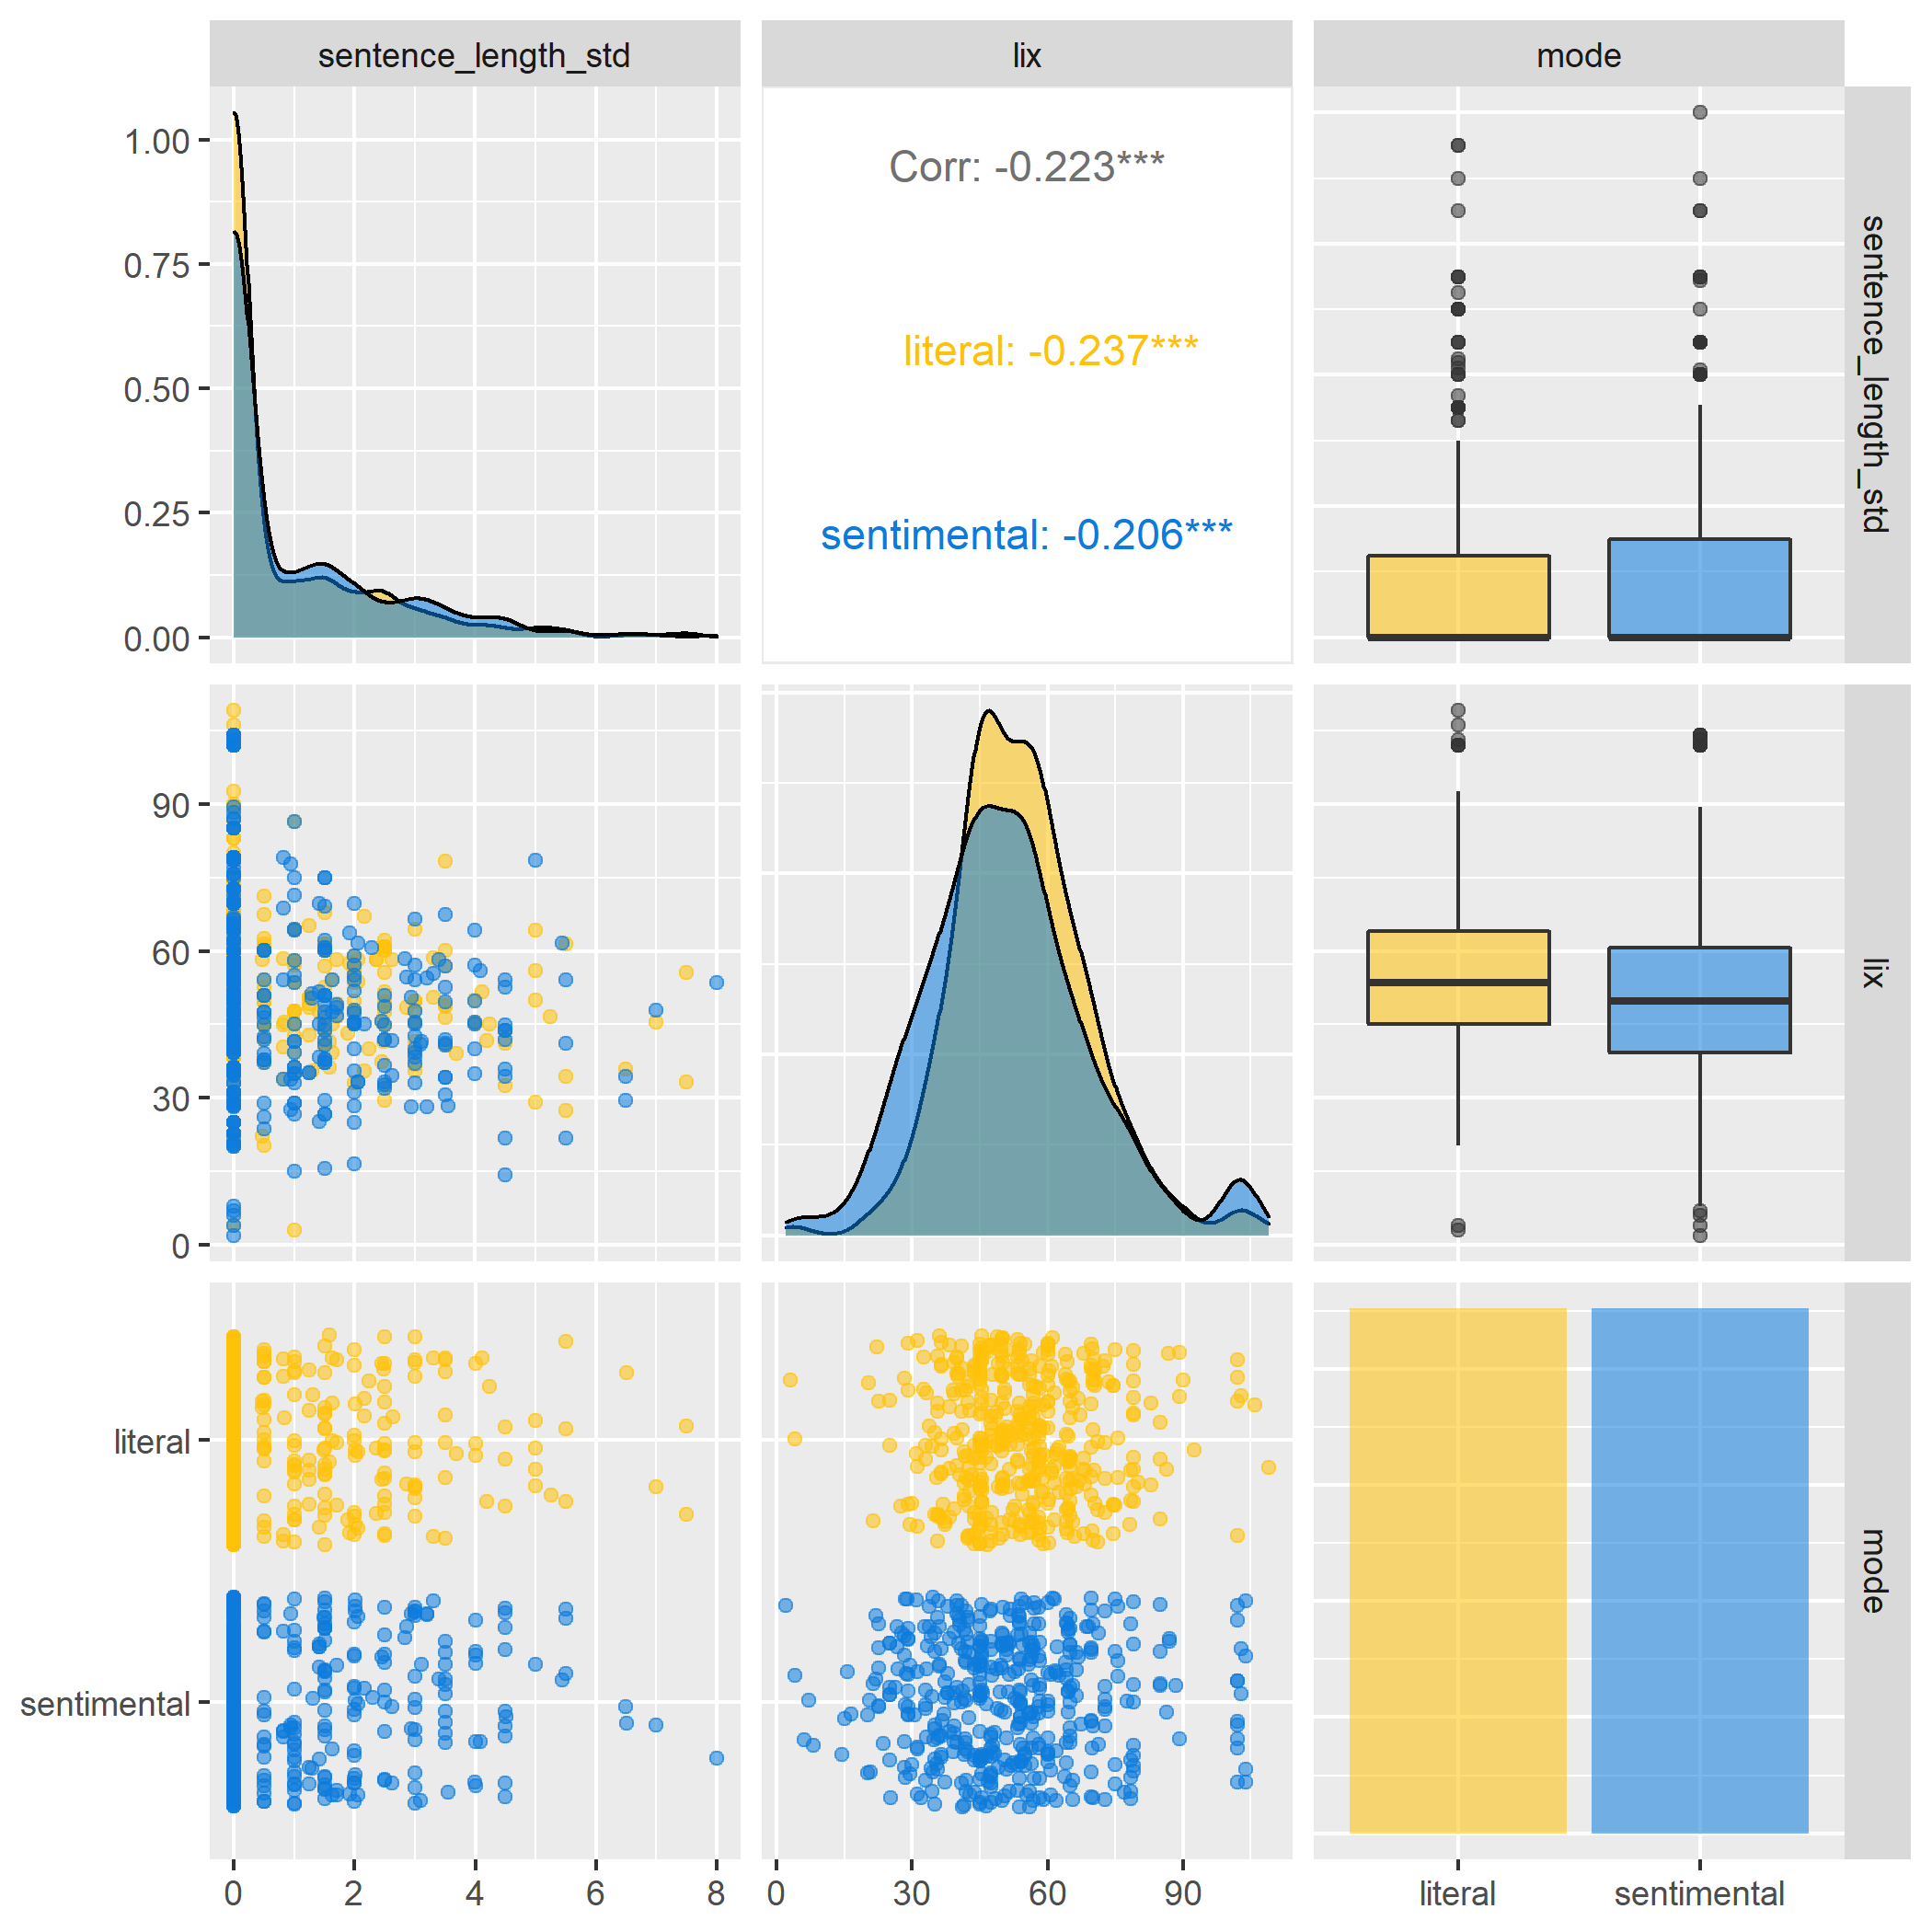 sentence_length_std
lix
mode
1.00
0.75
0.50
0.25
0.00
Corr: -0.223***
literal: -0.237***
sentimental: -0.206***
sentence_length_std
90
60
30
0
lix
literal
sentimental
mode
0 2 4 6 8
0 30 60 90
literal sentimental